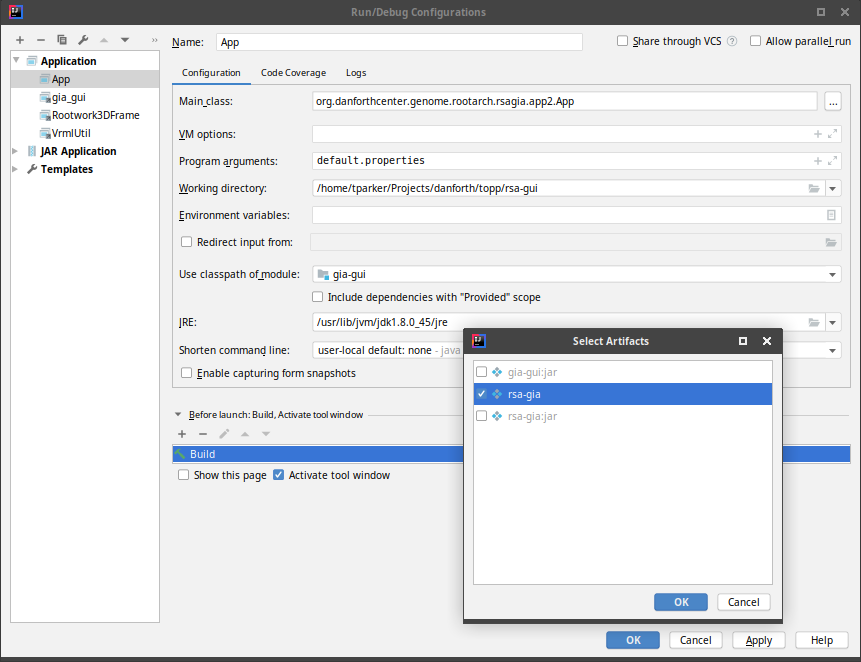 Run/Debug Configurations
Name: App
Share through VCS
Allow parallel run
Application
App
gia_gui
Rootwork3DFrame
VrmlUtil
JAR Application
Templates
Configuration Code Coverage Logs
Main class: org.danforthcenter.genome.rootarch.rsagia.app2.App ...
VM options:
Program arguments: default.properties
Working directory: /home/tparker/Projects/danforth/topp/rsa-gui
Environment variables:
Redirect input from:
Use classpath of module: gia-gui
Include dependencies with "Provided" scope
JRE: /usr/lib/jvm/jdk1.8.0_45/jre
Shorten command line: user-local default: none - java
Enable capturing form snapshots
Before launch: Build, Activate tool window
Build
Show this page Activate tool window
Select Artifacts
gia-gui:jar
rsa-gia
rsa-gia:jar
OK Cancel
OK Cancel Apply Help